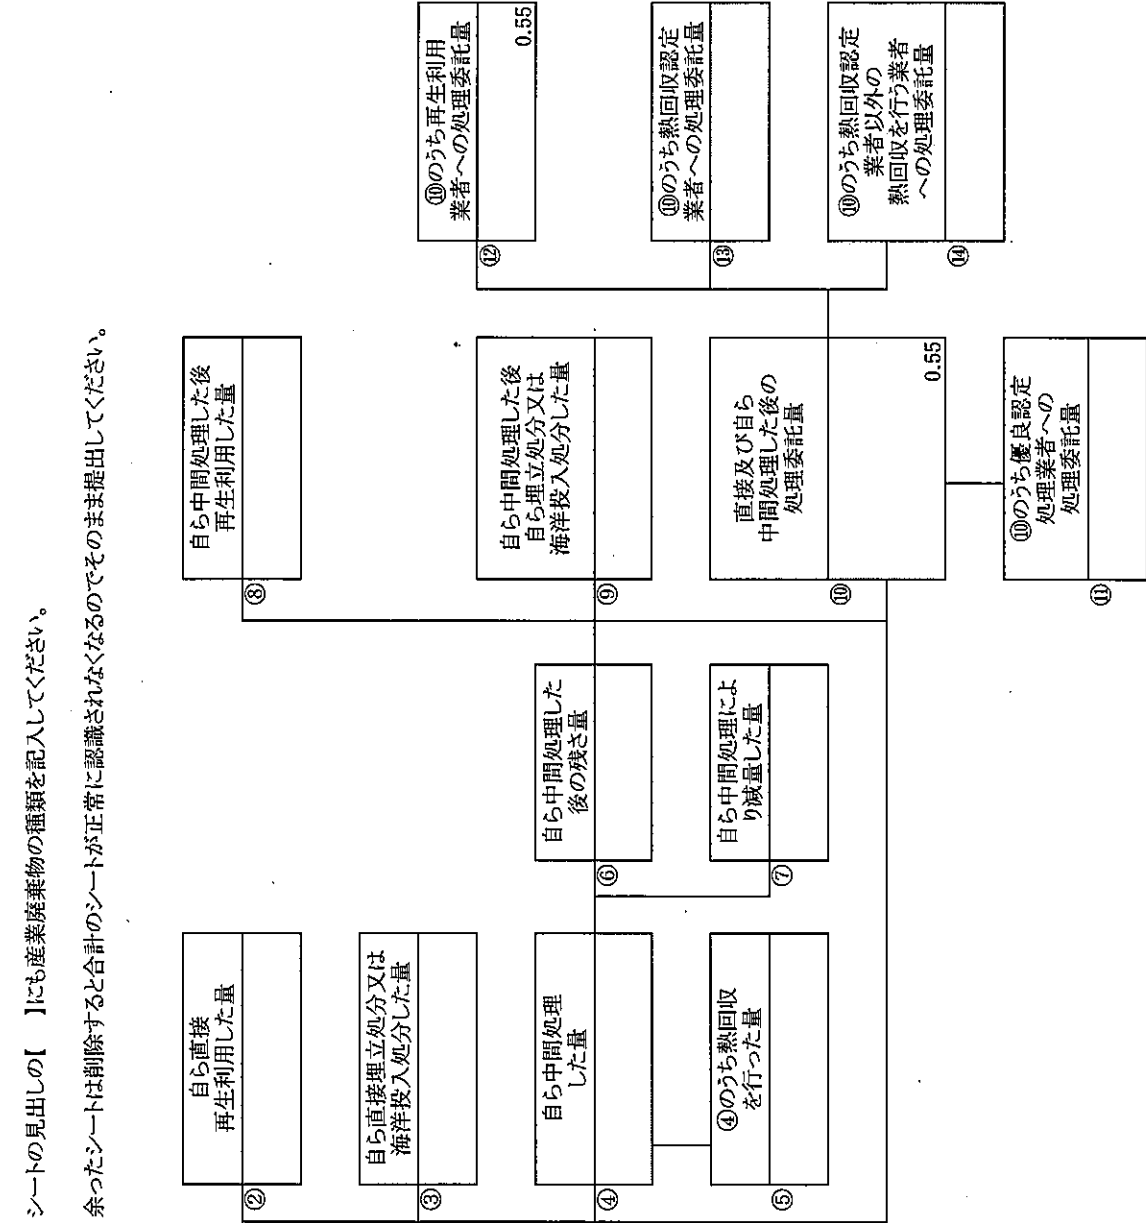 シートの見出しの【　】にも産業廃棄物の種類を記入してください。
余ったシートは削除すると合計のシートが正常に認識されなくなるのでそのまま提出してください。
②
自ら直接
再生利用した量
③
自ら直接埋立処分又は
海洋投入処分した量
④
自ら中間処理
した量
⑤
④のうち熱回収
を行った量
⑥
自ら中間処理した
後の残さ量
⑦
自ら中間処理によ
り減量した量
⑧
自ら中間処理した後
再生利用した量
⑨
自ら中間処理した後
自ら埋立処分又は
海洋投入処分した量
⑩
直接及び自ら
中間処理した後の
処理委託量
0.55
⑪
⑩のうち優良認定
処理業者への
処理委託量
⑫
⑩のうち再生利用
業者への処理委託量
0.55
⑬
⑩のうち熱回収認定
業者への処理委託量
⑭
⑩のうち熱回収認定
業者以外の
熱回収を行う業者
への処理委託量